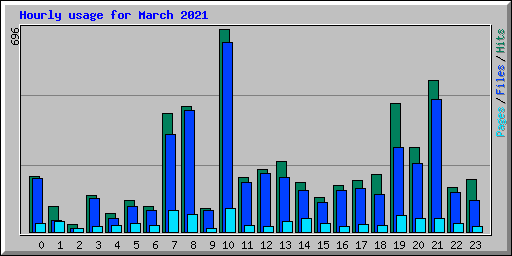 Hourly usage for March 2021
696
Pages/Files/Hits
0 1 2 3 4 5 6 7 8 9 10 11 12 13 14 15 16 17 18 19 20 21 22 23